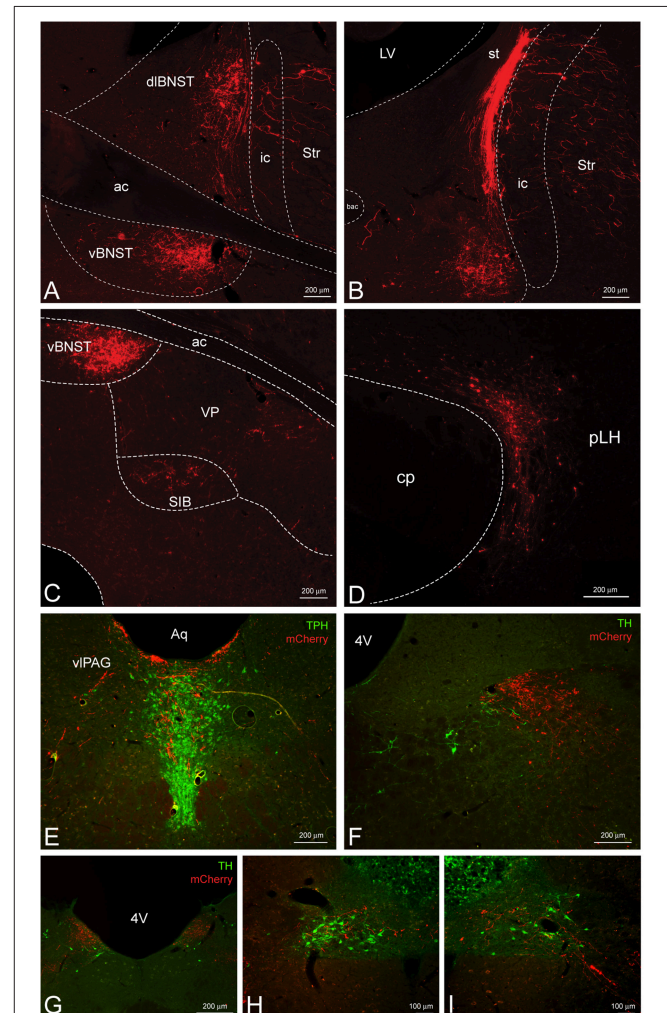 dlBNST
ic
Str
ac
vBNST
A
200 µm
LV
st
ic
Str
bac
B
200 µm
vBNST
ac
VP
SIB
C
200 µm
cp
pLH
D
200 µm
Aq
TPH
mCherry
vlPAG
E
200 µm
4V
TH
mCherry
F
200 µm
TH
mCherry
4V
G
200 µm
H
100 µm
I
100 µm